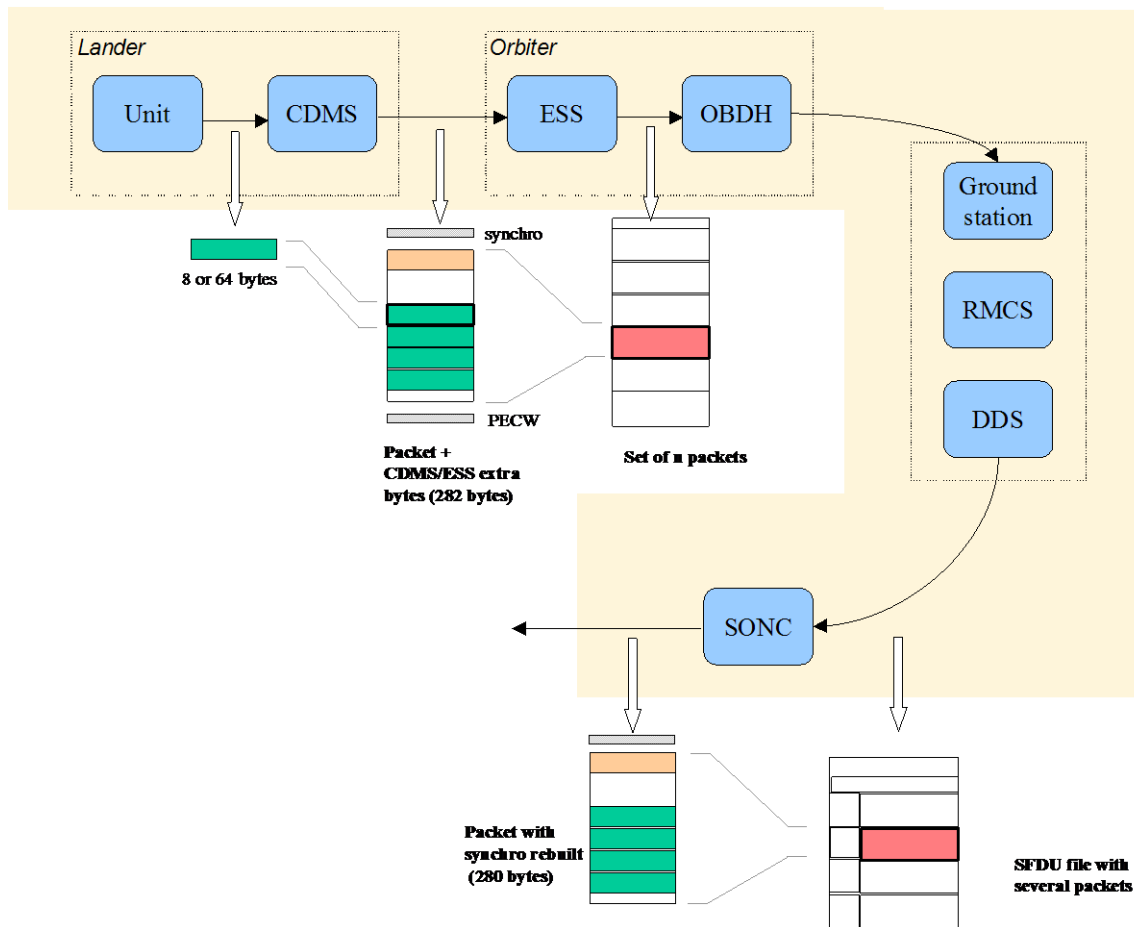 Lander
Orbiter
Unit
CDMS
ESS
OBDH
Ground
station
RMCS
DDS
synchro
8 or 64 bytes
PECW
Packet +
CDMS/ESS extra
bytes (282 bytes)
Set of n packets
SONC
Packet with
synchro rebuilt
(280 bytes)
SFDU file with
several packets